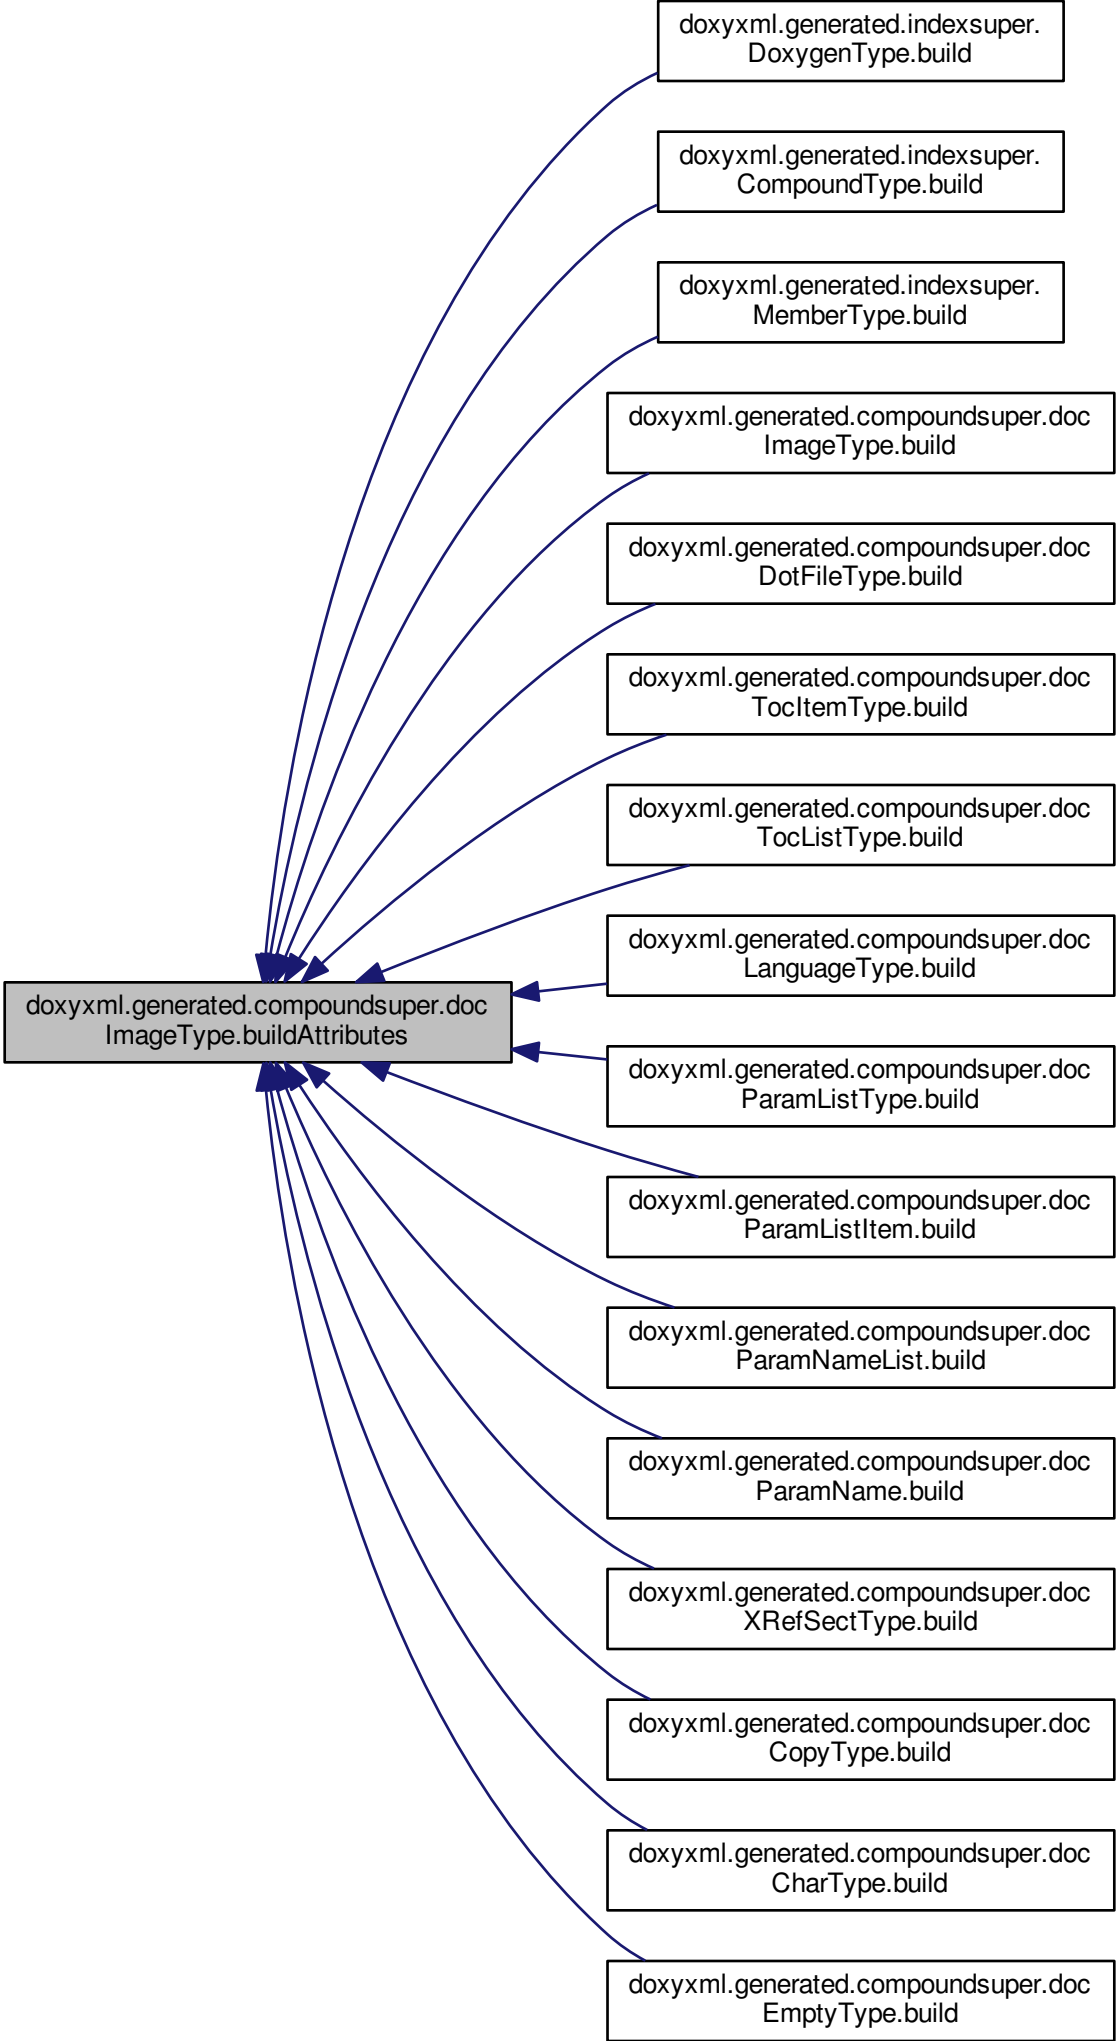 doxyxml.generated.indexsuper.
DoxygenType.build
doxyxml.generated.indexsuper.
CompoundType.build
doxyxml.generated.indexsuper.
MemberType.build
doxyxml.generated.compoundsuper.doc
ImageType.build
doxyxml.generated.compoundsuper.doc
DotFileType.build
doxyxml.generated.compoundsuper.doc
TocItemType.build
doxyxml.generated.compoundsuper.doc
TocListType.build
doxyxml.generated.compoundsuper.doc
LanguageType.build
doxyxml.generated.compoundsuper.doc
ImageType.buildAttributes
doxyxml.generated.compoundsuper.doc
ParamListType.build
doxyxml.generated.compoundsuper.doc
ParamListItem.build
doxyxml.generated.compoundsuper.doc
ParamNameList.build
doxyxml.generated.compoundsuper.doc
ParamName.build
doxyxml.generated.compoundsuper.doc
XRefSectType.build
doxyxml.generated.compoundsuper.doc
CopyType.build
doxyxml.generated.compoundsuper.doc
CharType.build
doxyxml.generated.compoundsuper.doc
EmptyType.build